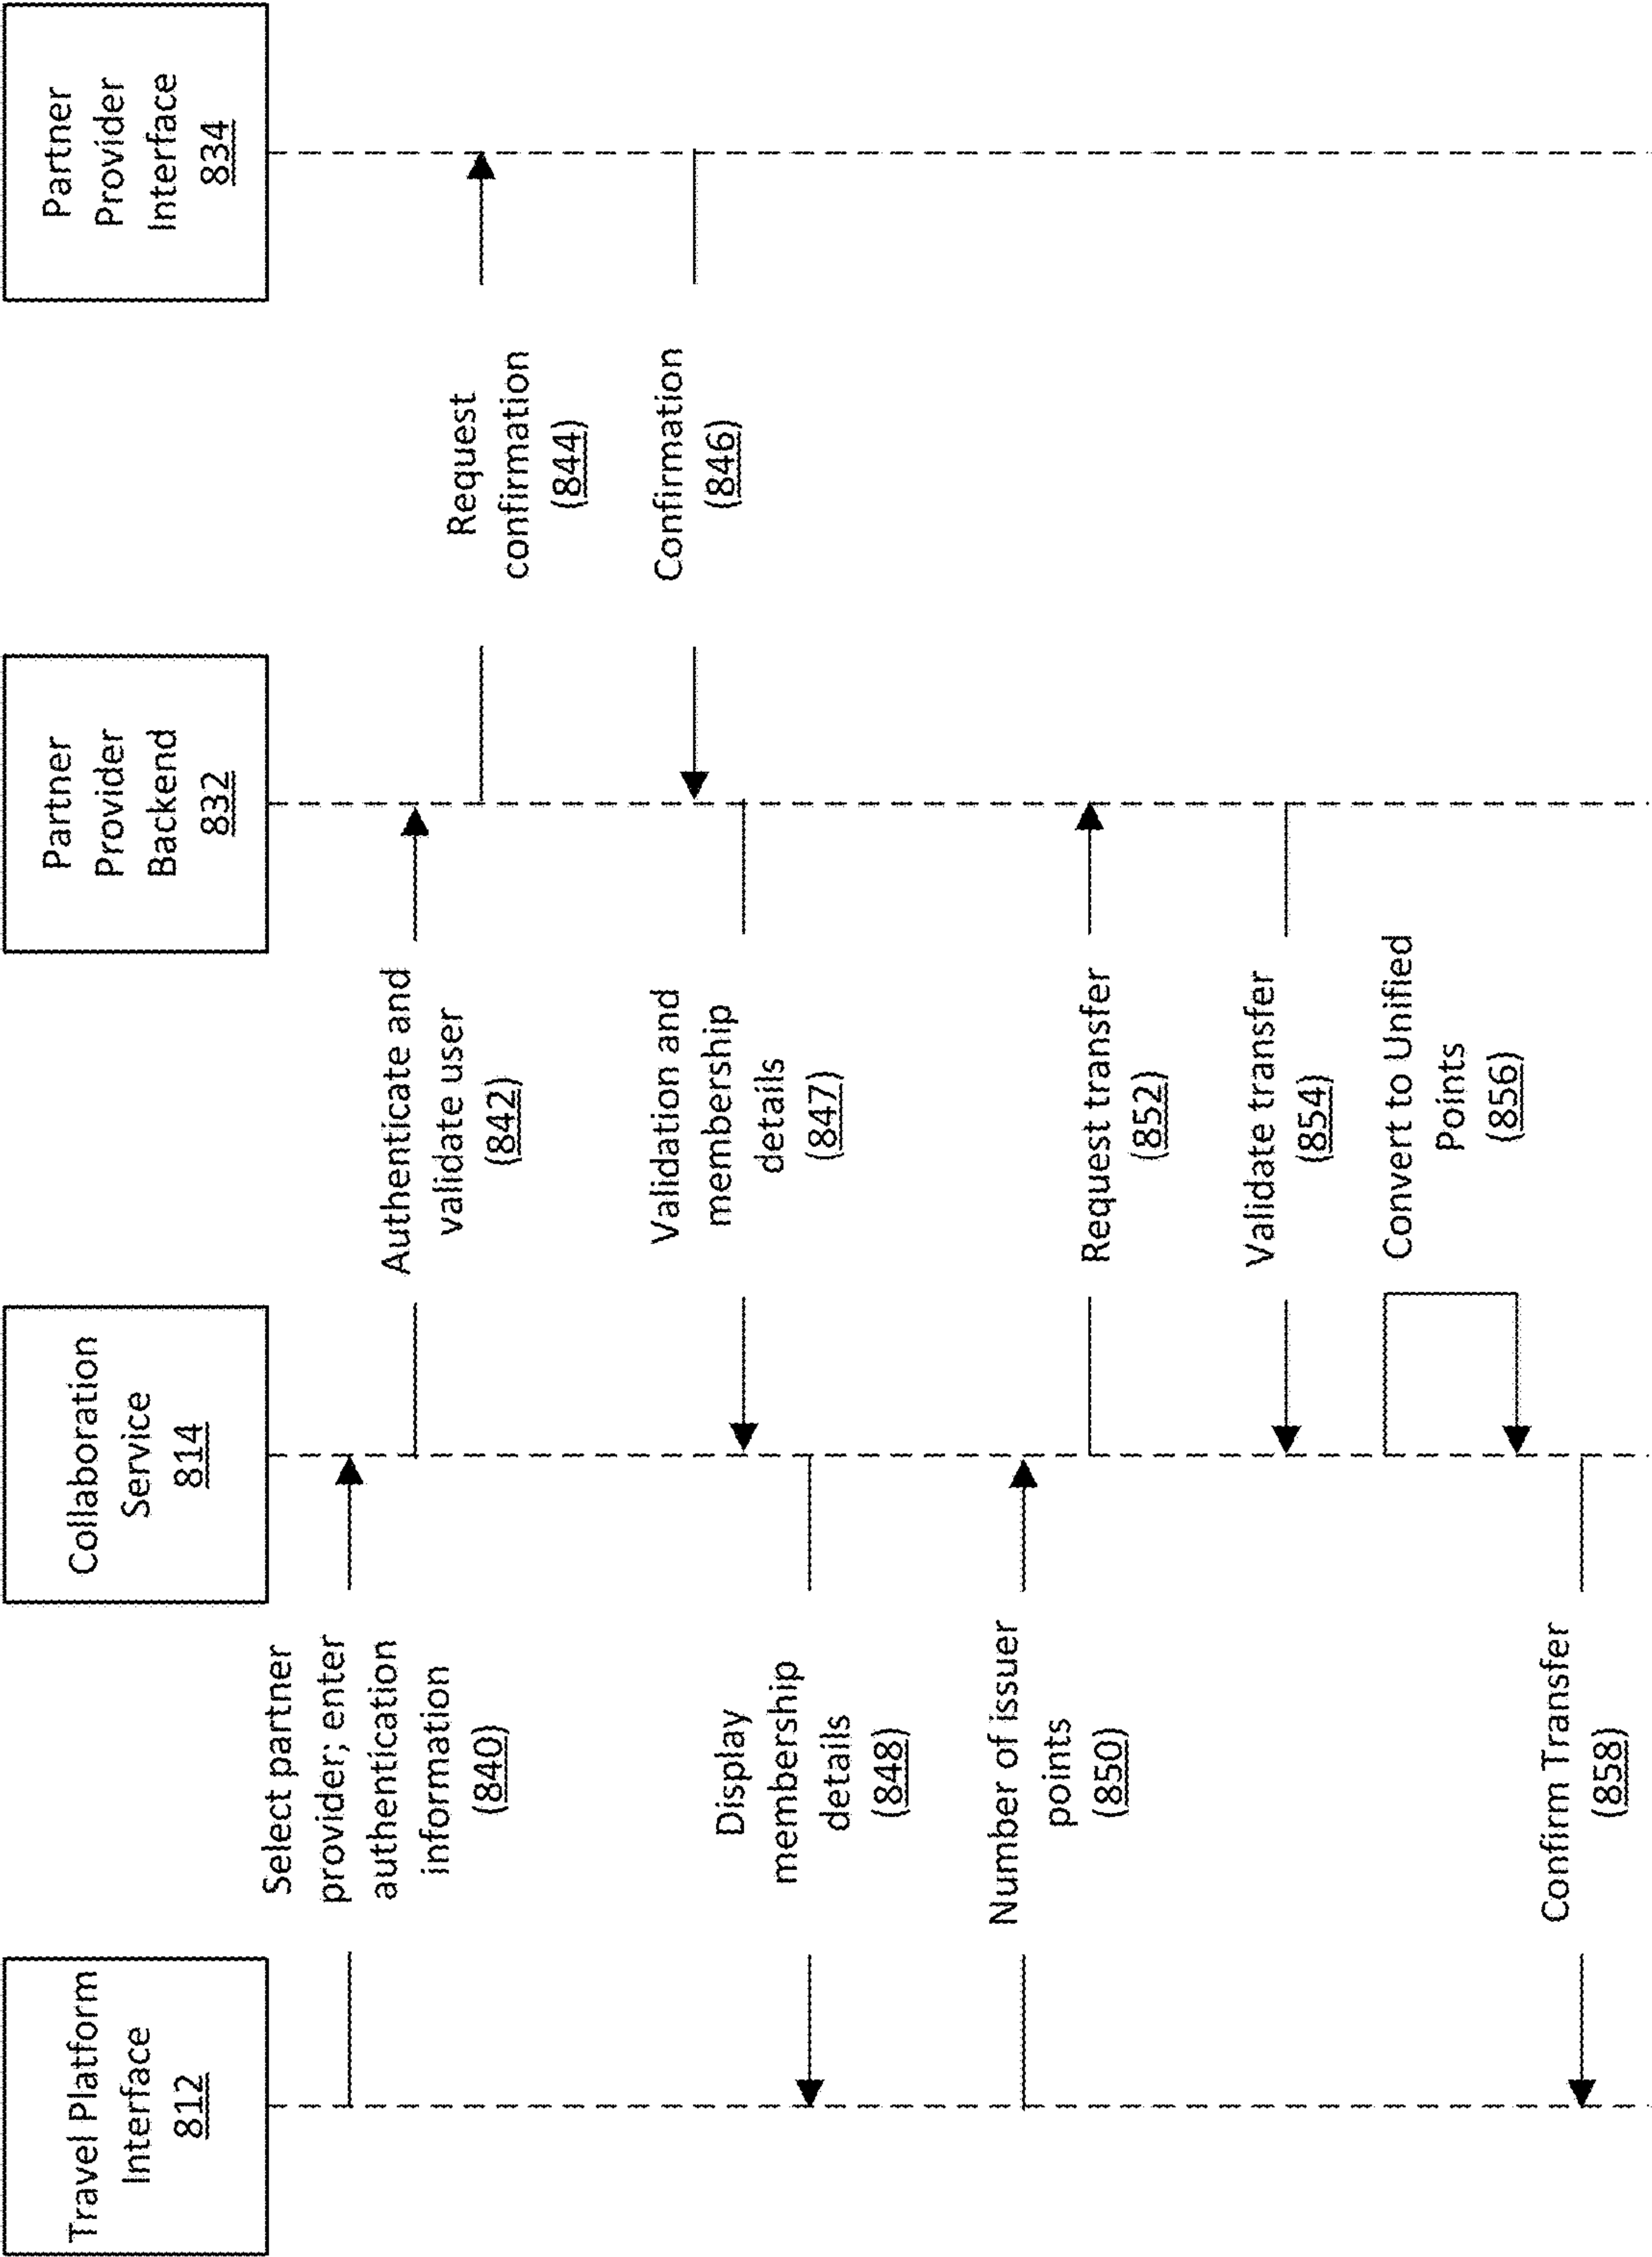 Travel Platform
Interface
812
Collaboration
Service
814
Partner
Provider
Backend
832
Partner
Provider
Interface
834
Select partner
provider; enter
authentication
information
(840)
Authenticate and
validate user
(842)
Request
confirmation
(844)
Confirmation
(846)
Validation and
membership
details
(847)
Display
membership
details
(848)
Number of issuer
points
(850)
Request transfer
(852)
Validate transfer
(854)
Convert to Unified
Points
(856)
Confirm Transfer
(858)